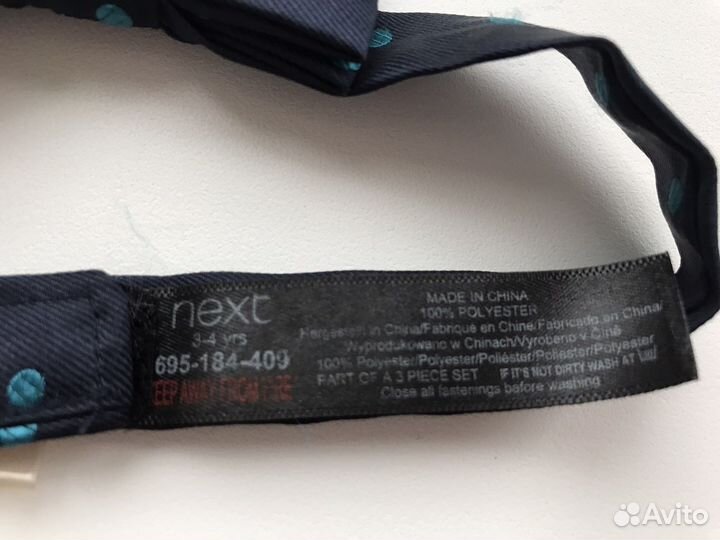 next
3-4 yrs
695-184-409
EEP AWAY FROM FIRE
MADE IN CHINA
100% POLYESTER
Hergestellt in China/Fabrique en Chine/Fabricado en China/
Wyprodukowano w Chinach/Vyrobeno v Číně
100% Polyester/Polyester/Poliéster/Poliester/Polyester
PART OF A 3 PIECE SET IF IT'S NOT DIRTY WASH AT
Close all fastenings before washing
Avito